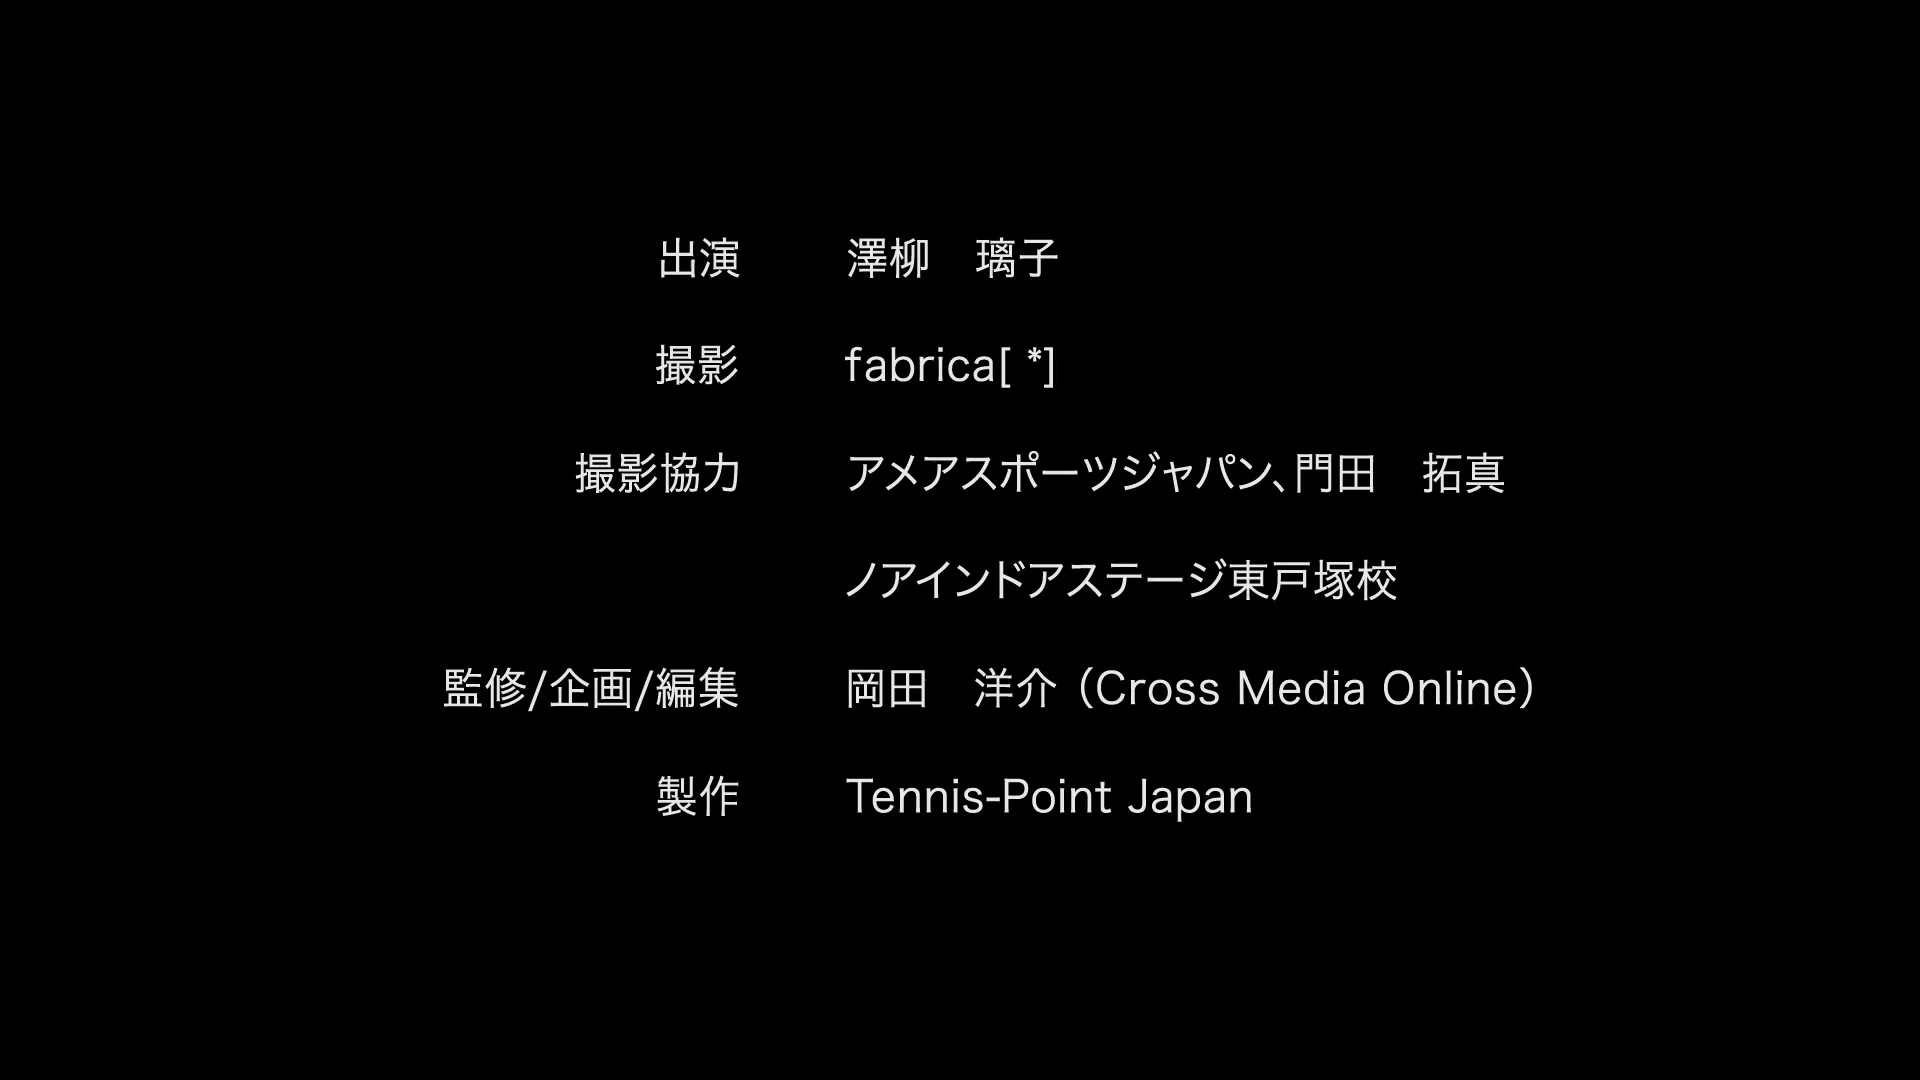 出演　澤柳　璃子
撮影　fabrica[ *]
撮影協力　アメアスポーツジャパン、門田　拓真
ノアインドアステージ東戸塚校
監修/企画/編集　岡田　洋介（Cross Media Online）
製作　Tennis-Point Japan